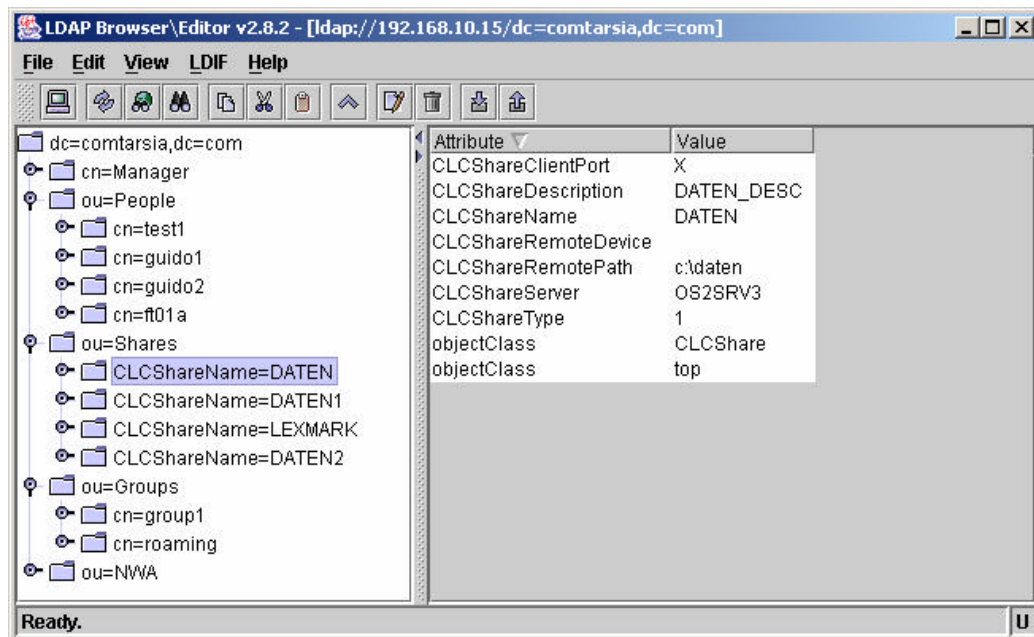 LDAP Browser\Editor v2.8.2 - [ldap://192.168.10.15/dc=comtarsia,dc=com]
File Edit View LDIF Help
dc=comtarsia,dc=com
cn=Manager
ou=People
cn=test1
cn=guido1
cn=guido2
cn=ft01a
ou=Shares
CLCShareName=DATEN
CLCShareName=DATEN1
CLCShareName=LEXMARK
CLCShareName=DATEN2
ou=Groups
cn=group1
cn=roaming
ou=NWA
Attribute Value
CLCShareClientPort X
CLCShareDescription DATEN_DESC
CLCShareName DATEN
CLCShareRemoteDevice
CLCShareRemotePath c:\daten
CLCShareServer OS2SRV3
CLCShareType 1
objectClass CLCShare
objectClass top
Ready. U